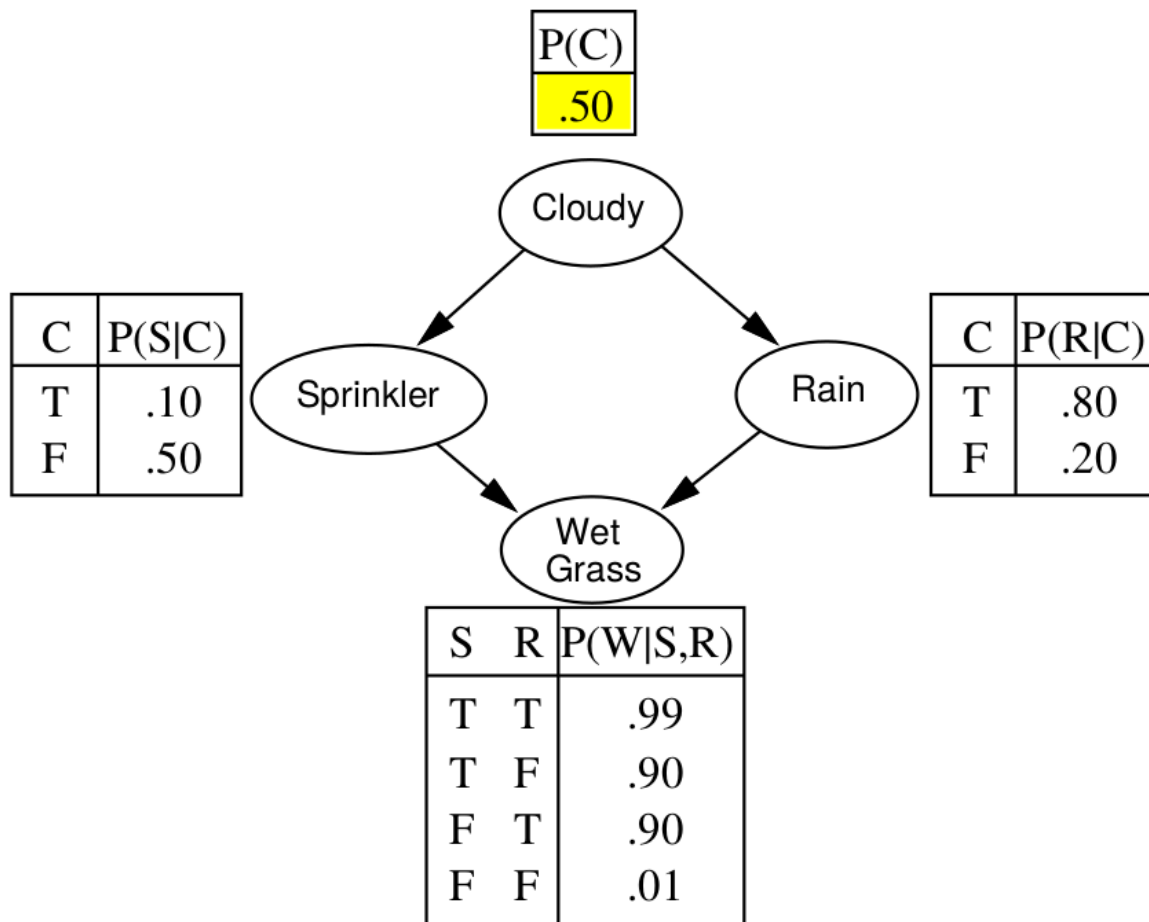 P(C)
.50
Cloudy
C P(S|C)
T .10
F .50
Sprinkler
Rain
C P(R|C)
T .80
F .20
Wet
Grass
S R P(W|S,R)
T T .99
T F .90
F T .90
F F .01